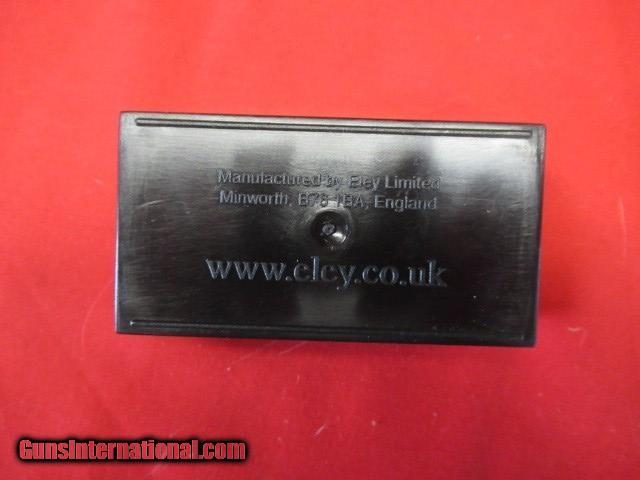 Manufactured by Eley Limited
Minworth, B76 1BA, England
www.eley.co.uk
GunsInternational.com